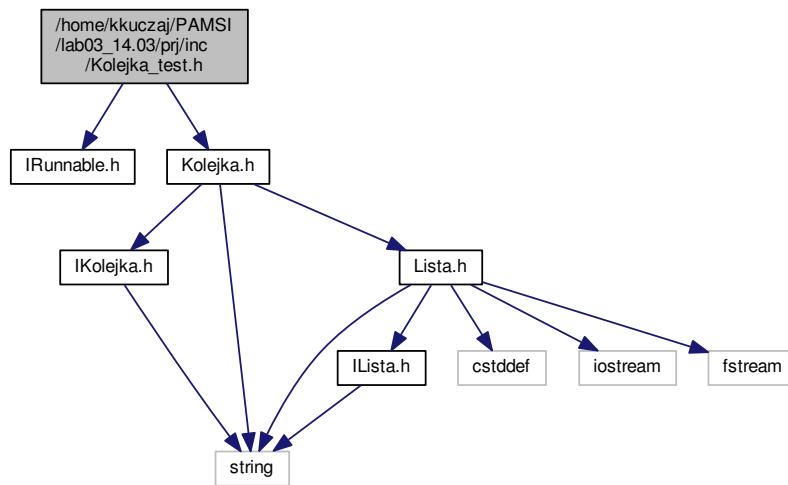 /home/kkuczaj/PAMSI
/lab03_14.03/prj/inc
/Kolejka_test.h
IRunnable.h
Kolejka.h
IKolejka.h
Lista.h
ILista.h
cstddef
iostream
fstream
string